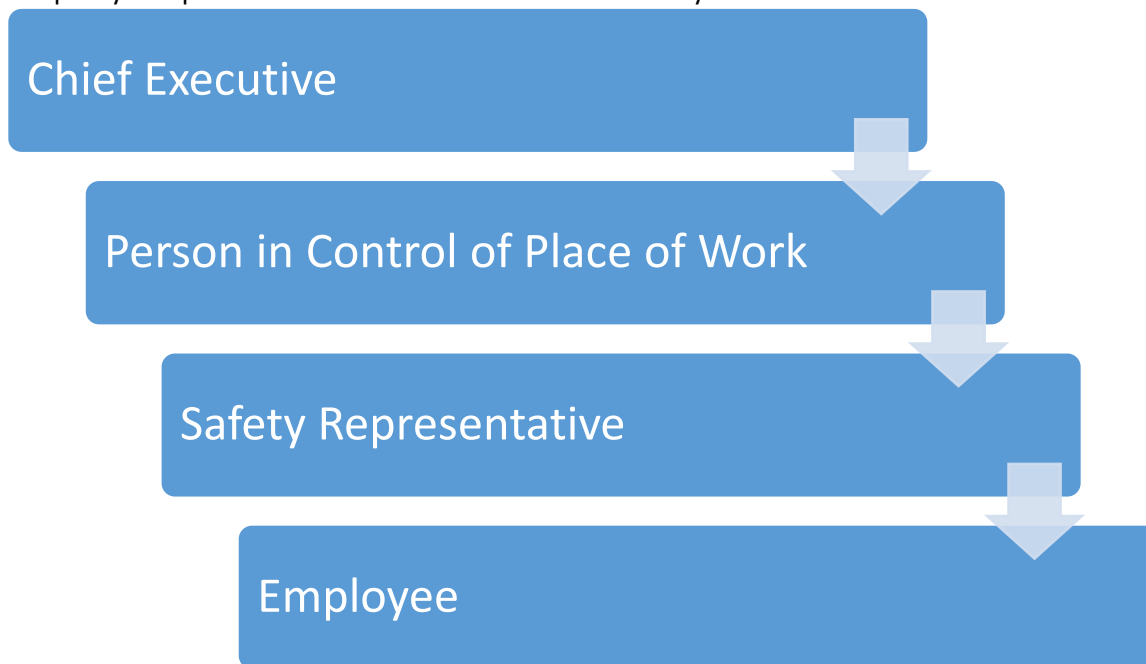 Chief Executive
Person in Control of Place of Work
Safety Representative
Employee